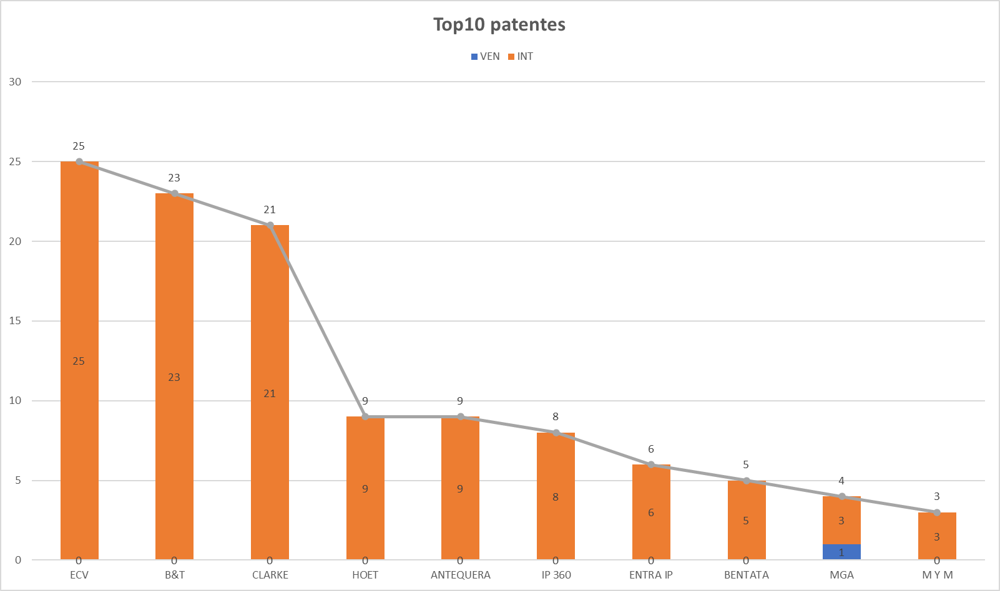 Top10 patentes
VEN INT
30
25
20
15
10
5
0
25 23 21 9 9 8 6 5 4 3
25 23 21 9 9 8 6 5 3 3
0 0 0 0 0 0 0 0 1 0
ECV B&T CLARKE HOET ANTEQUERA IP 360 ENTRA IP BENTATA MGA M Y M